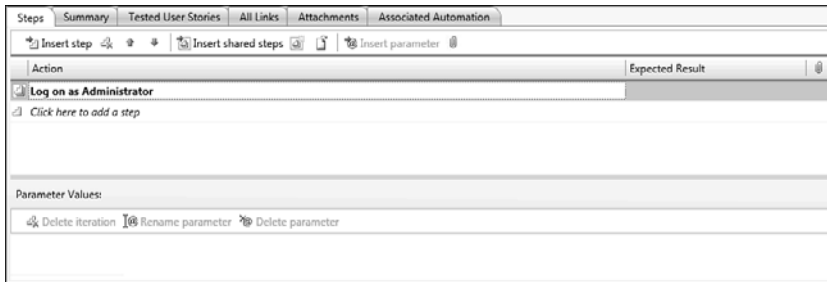 Steps Summary Tested User Stories All Links Attachments Associated Automation
Insert step Insert shared steps Insert parameter
Action Expected Result
Log on as Administrator
Click here to add a step
Parameter Values:
Delete iteration Rename parameter Delete parameter